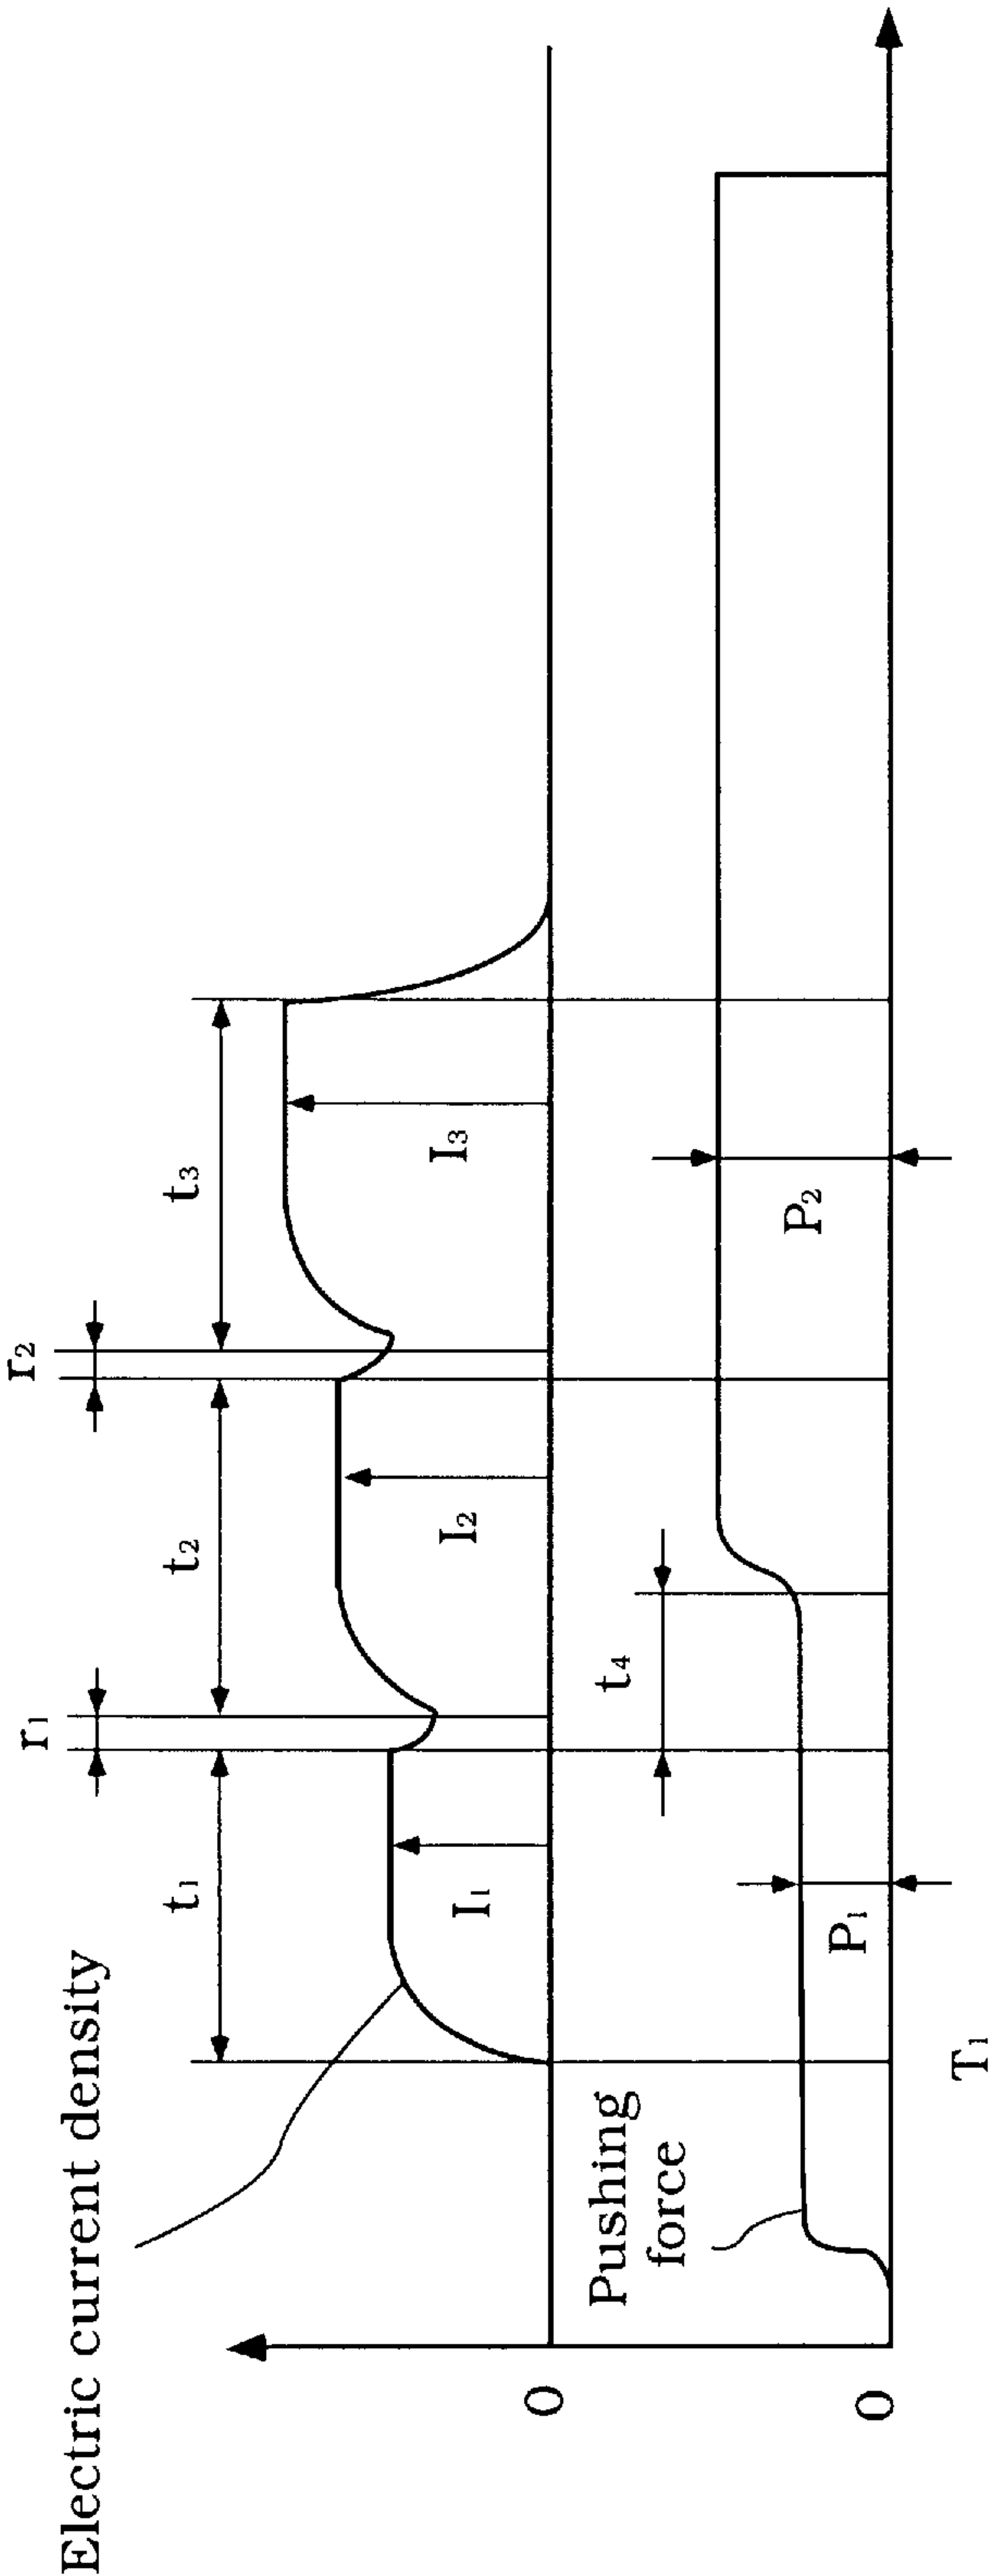 Electric current density
t₁
r₁
t₂
r₂
t₃
I₁
I₂
I₃
0
Pushing
force
t₄
P₁
P₂
0
T₁